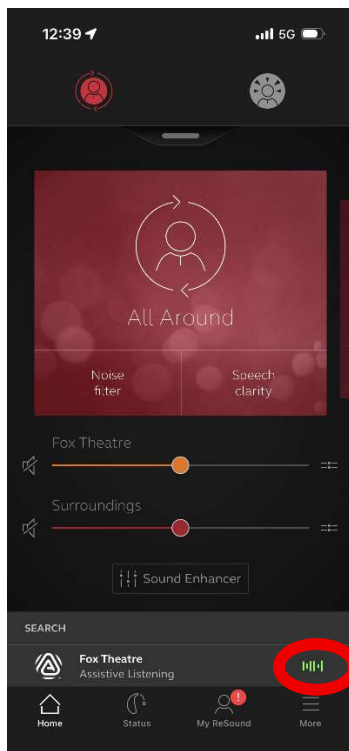 12:39
5G
All Around
Noise filter
Speech clarity
Fox Theatre
Surroundings
Sound Enhancer
SEARCH
Fox Theatre
Assistive Listening
Home
Status
My ReSound
More